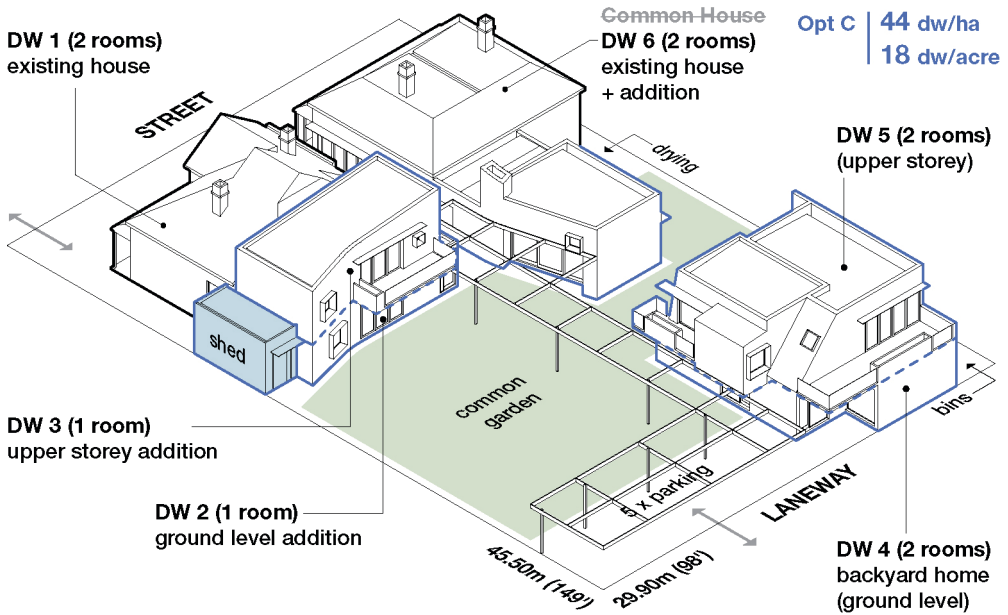 Common House
Opt C
44 dw/ha
18 dw/acre
DW 1 (2 rooms)
existing house
DW 6 (2 rooms)
existing house
+ addition
STREET
drying
DW 5 (2 rooms)
(upper storey)
shed
common
garden
bins
DW 3 (1 room)
upper storey addition
5 x parking
LANEWAY
DW 2 (1 room)
ground level addition
45.50m (149')
29.90m (98')
DW 4 (2 rooms)
backyard home
(ground level)